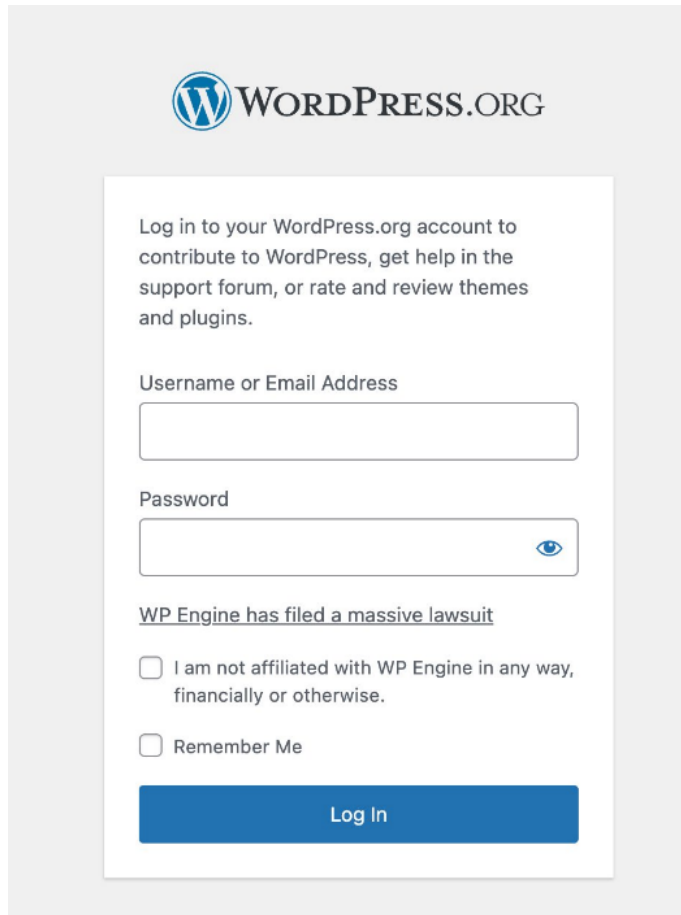 WORDPRESS.ORG
Log in to your WordPress.org account to
contribute to WordPress, get help in the
support forum, or rate and review themes
and plugins.
Username or Email Address
Password
WP Engine has filed a massive lawsuit
I am not affiliated with WP Engine in any way,
financially or otherwise.
Remember Me
Log In